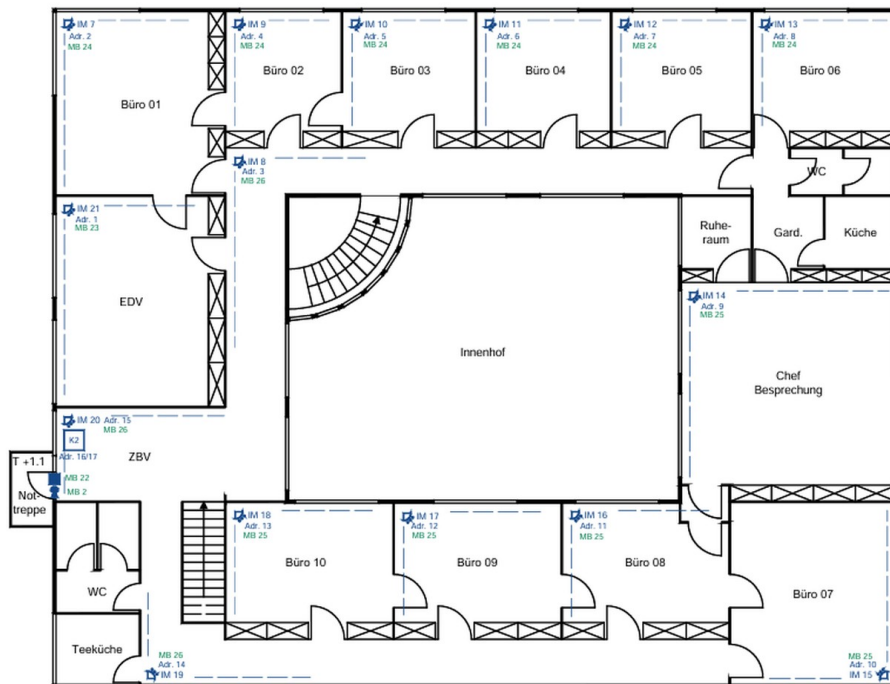 IM 7
Adr. 2
MB 24
Büro 01
IM 9
Adr. 4
MB 24
Büro 02
IM 10
Adr. 5
MB 24
Büro 03
IM 11
Adr. 6
MB 24
Büro 04
IM 12
Adr. 7
MB 24
Büro 05
IM 13
Adr. 8
MB 24
Büro 06
IM 8
Adr. 3
MB 26
WC
IM 21
Adr. 1
MB 23
EDV
Ruhe-
raum
Gard.
Küche
IM 14
Adr. 9
MB 25
Chef
Besprechung
Innenhof
IM 20 Adr. 15
MB 26
K2
Adr. 16/17
ZBV
T +1.1
MB 22
MB 2
Not-
treppe
WC
Teeküche
IM 18
Adr. 13
MB 25
Büro 10
IM 17
Adr. 12
MB 25
Büro 09
IM 16
Adr. 11
MB 25
Büro 08
Büro 07
MB 26
Adr. 14
IM 19
MB 25
Adr. 10
IM 15